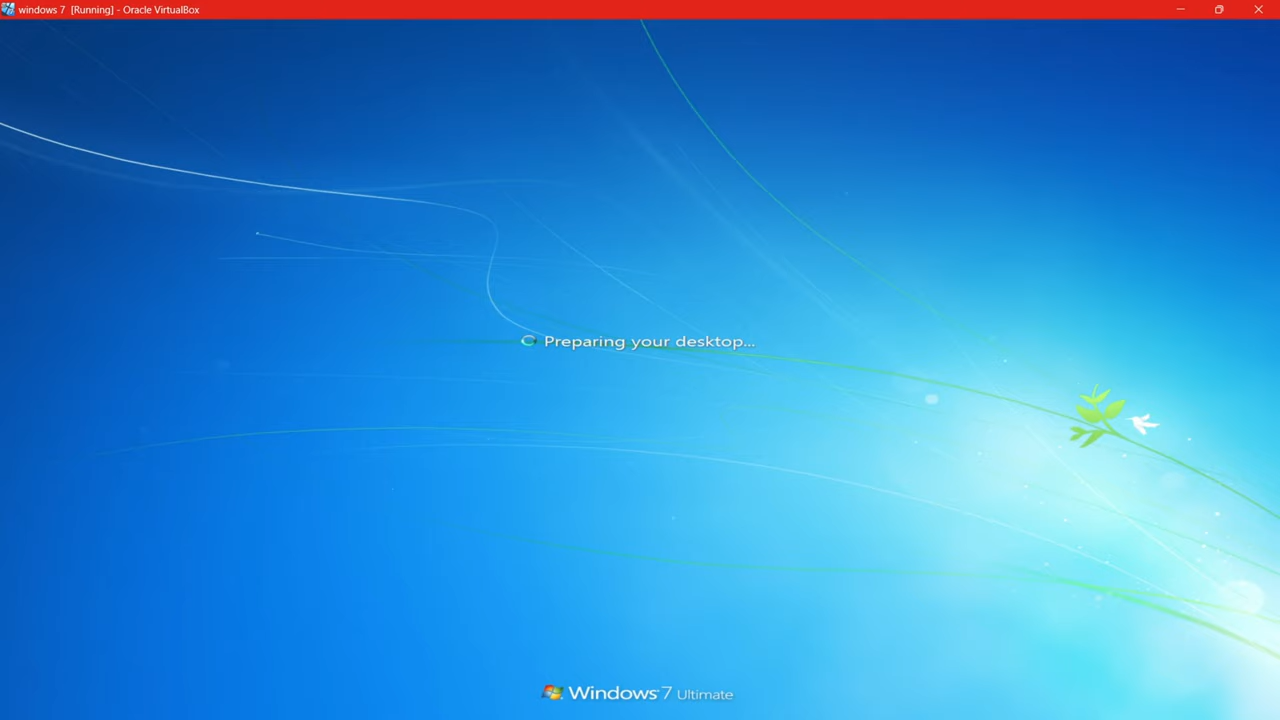 windows 7 [Running] - Oracle VirtualBox
Preparing your desktop...
Windows 7 Ultimate